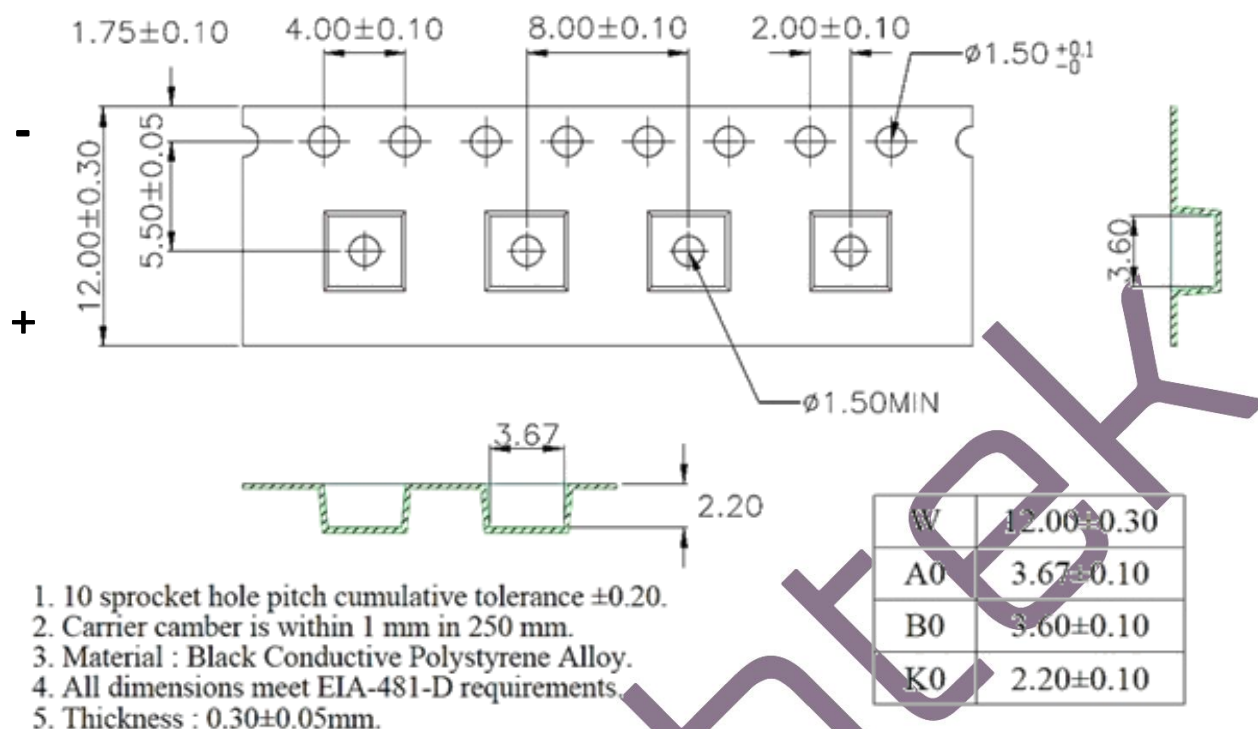 1.75±0.10
4.00±0.10
8.00±0.10
2.00±0.10
ø1.50 +0.1 -0
-
+
12.00±0.30
5.50±0.05
3.60
ø1.50MIN
3.67
2.20
W 12.00±0.30
A0 3.67±0.10
B0 3.60±0.10
K0 2.20±0.10
1. 10 sprocket hole pitch cumulative tolerance ±0.20.
2. Carrier camber is within 1 mm in 250 mm.
3. Material : Black Conductive Polystyrene Alloy.
4. All dimensions meet EIA-481-D requirements.
5. Thickness : 0.30±0.05mm.